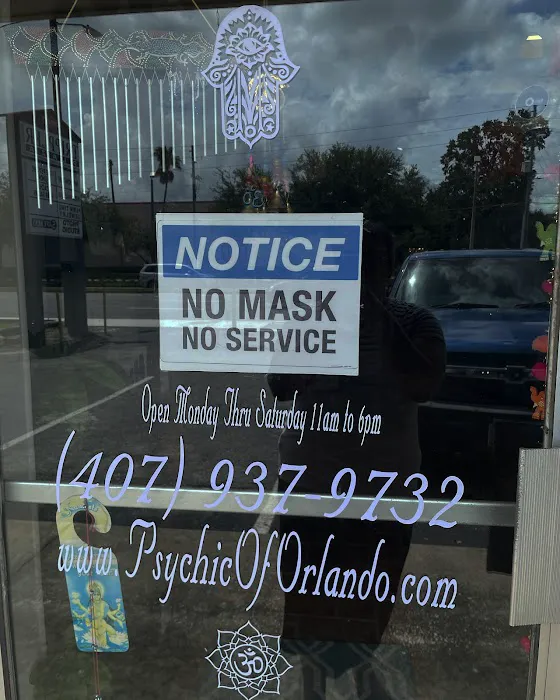 NOTICE
NO MASK
NO SERVICE
Open Monday Thru Saturday 11am to 6pm
(407) 937-9732
www.PsychicOfOrlando.com
ॐ